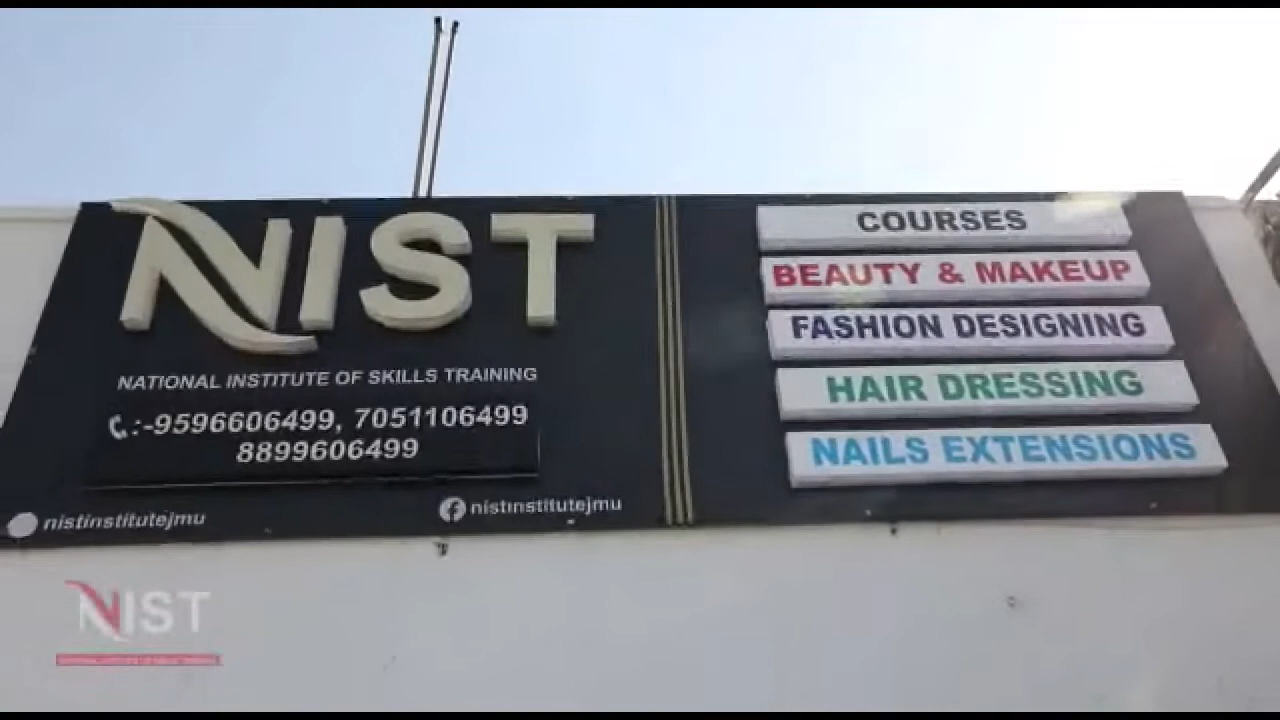 NIST
NATIONAL INSTITUTE OF SKILLS TRAINING
:-9596606499, 7051106499
8899606499
nistinstitutejmu
nistinstitutejmu
COURSES
BEAUTY & MAKEUP
FASHION DESIGNING
HAIR DRESSING
NAILS EXTENSIONS
NIST